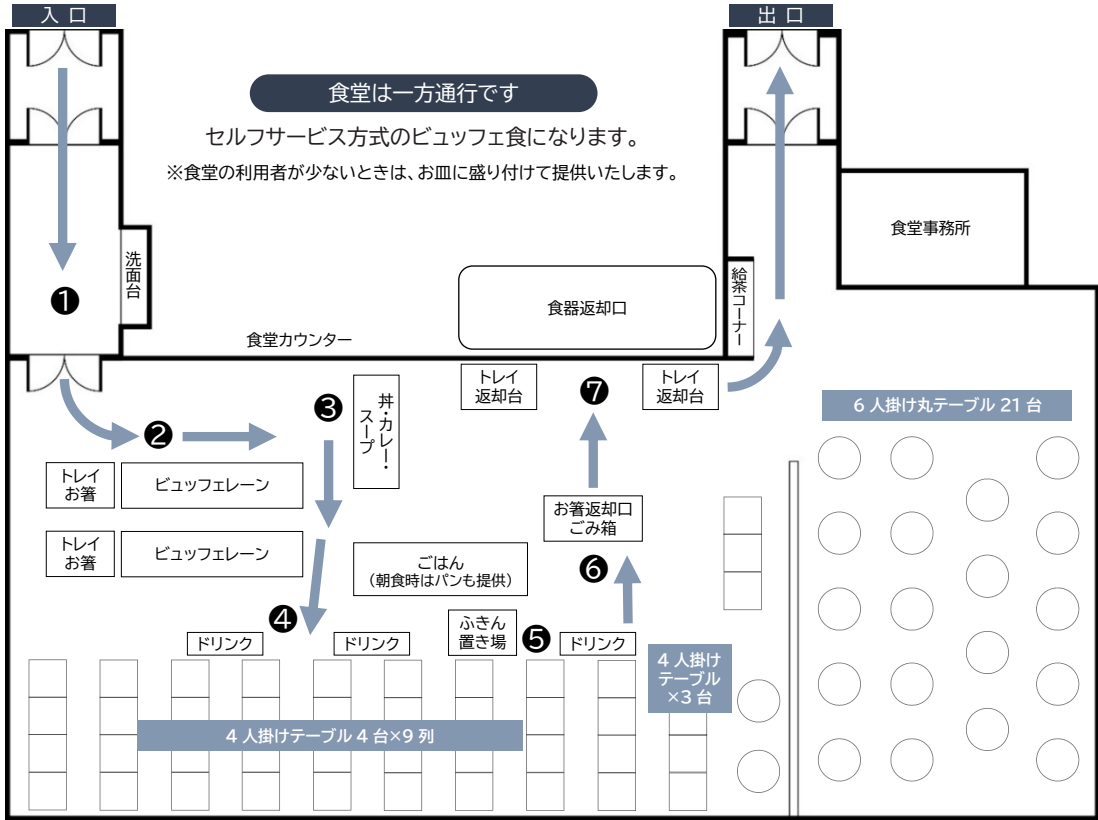 入 口
出 口
食堂は一方通行です
セルフサービス方式のビュッフェ食になります。
※食堂の利用者が少ないときは、お皿に盛り付けて提供いたします。
食堂事務所
洗面台
❶
食器返却口
給茶コーナー
食堂カウンター
トレイ
返却台
❼
トレイ
返却台
❸
丼・カレー・
スープ
6 人掛け丸テーブル 21 台
❷
トレイ
お箸
ビュッフェレーン
お箸返却口
ごみ箱
トレイ
お箸
ビュッフェレーン
ごはん
(朝食時はパンも提供)
❻
❹
ふきん
置き場
❺
ドリンク
ドリンク
ドリンク
4 人掛け
テーブル
×3 台
4 人掛けテーブル 4 台×9 列